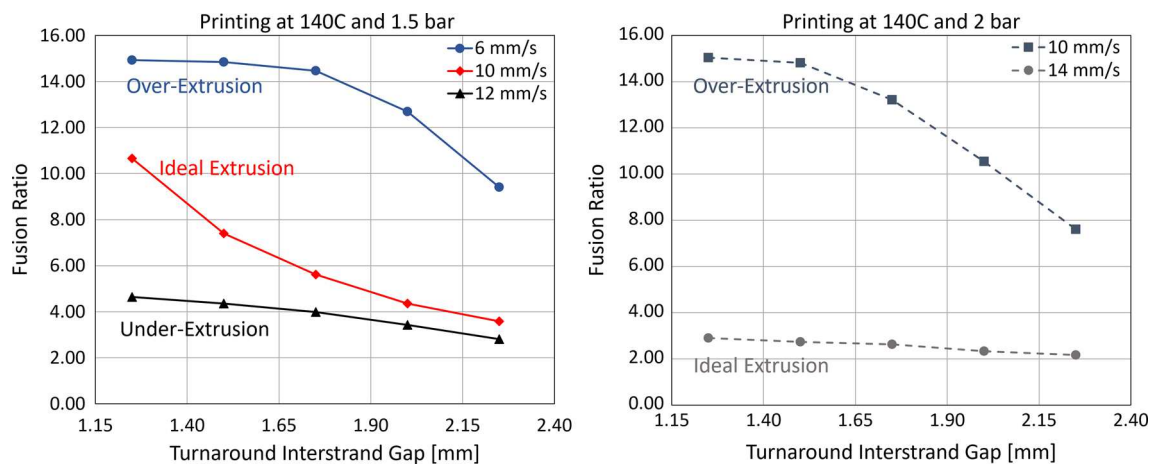 Printing at 140C and 1.5 bar
16.00
14.00
12.00
10.00
8.00
6.00
4.00
2.00
0.00
Fusion Ratio
6 mm/s
10 mm/s
12 mm/s
Over-Extrusion
Ideal Extrusion
Under-Extrusion
1.15 1.40 1.65 1.90 2.15 2.40
Turnaround Interstrand Gap [mm]
Printing at 140C and 2 bar
16.00
14.00
12.00
10.00
8.00
6.00
4.00
2.00
0.00
Fusion Ratio
10 mm/s
14 mm/s
Over-Extrusion
Ideal Extrusion
1.15 1.40 1.65 1.90 2.15 2.40
Turnaround Interstrand Gap [mm]